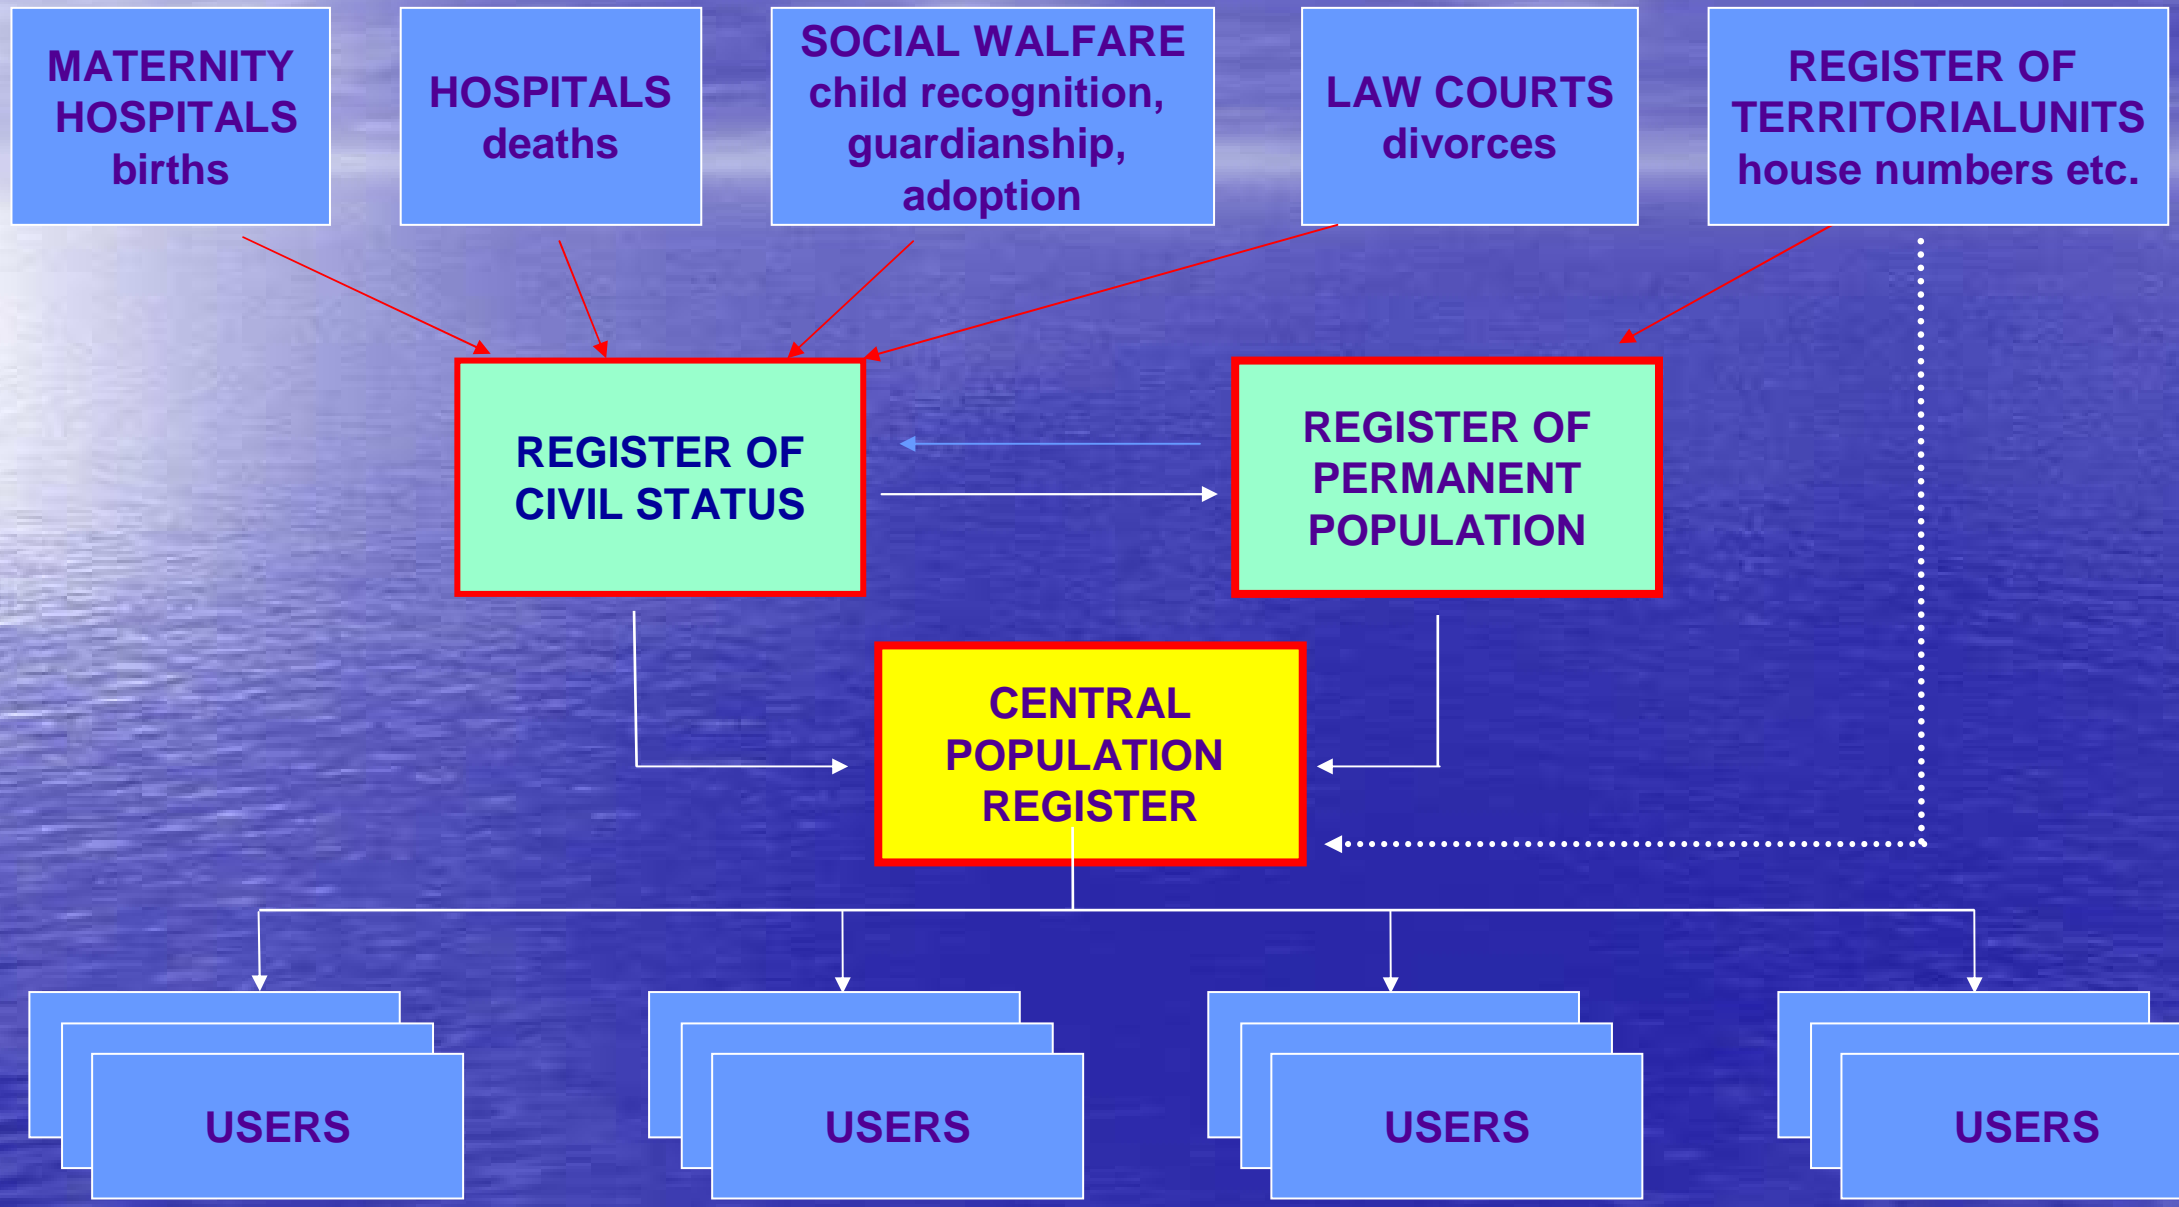 MATERNITY
HOSPITALS
births
HOSPITALS
deaths
SOCIAL WALFARE
child recognition,
guardianship,
adoption
LAW COURTS
divorces
REGISTER OF
TERRITORIALUNITS
house numbers etc.
REGISTER OF
CIVIL STATUS
REGISTER OF
PERMANENT
POPULATION
CENTRAL
POPULATION
REGISTER
USERS
USERS
USERS
USERS